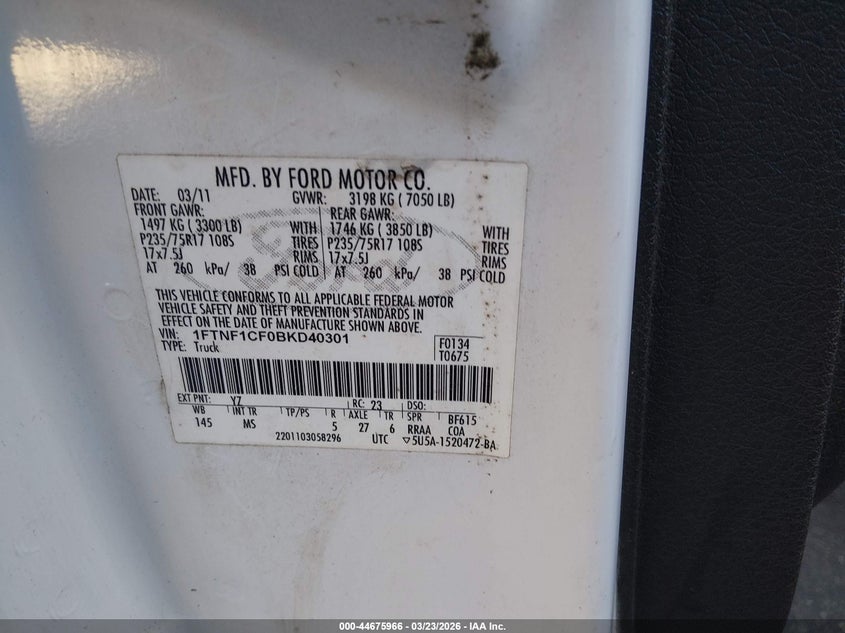 MFD. BY FORD MOTOR CO.
DATE: 03/11 GVWR: 3198 KG ( 7050 LB)
FRONT GAWR: REAR GAWR:
1497 KG ( 3300 LB) WITH 1746 KG ( 3850 LB) WITH
P235/75R17 108S TIRES P235/75R17 108S TIRES
17x7.5J RIMS 17x7.5J RIMS
AT 260 kPa/ 38 PSI COLD AT 260 kPa/ 38 PSI COLD
Ford
THIS VEHICLE CONFORMS TO ALL APPLICABLE FEDERAL MOTOR
VEHICLE SAFETY AND THEFT PREVENTION STANDARDS IN
EFFECT ON THE DATE OF MANUFACTURE SHOWN ABOVE.
VIN: 1FTNF1CF0BKD40301 F0134
TYPE: Truck T0675
EXT PNT: YZ RC: 23 DSO:
WB INT TR TP/PS R AXLE TR SPR BF615
145 MS 5 27 6 RRAA COA
2201103058296 UTC ▽5U5A-1520472-BA
000-44675966 - 03/23/2026 - IAA Inc.